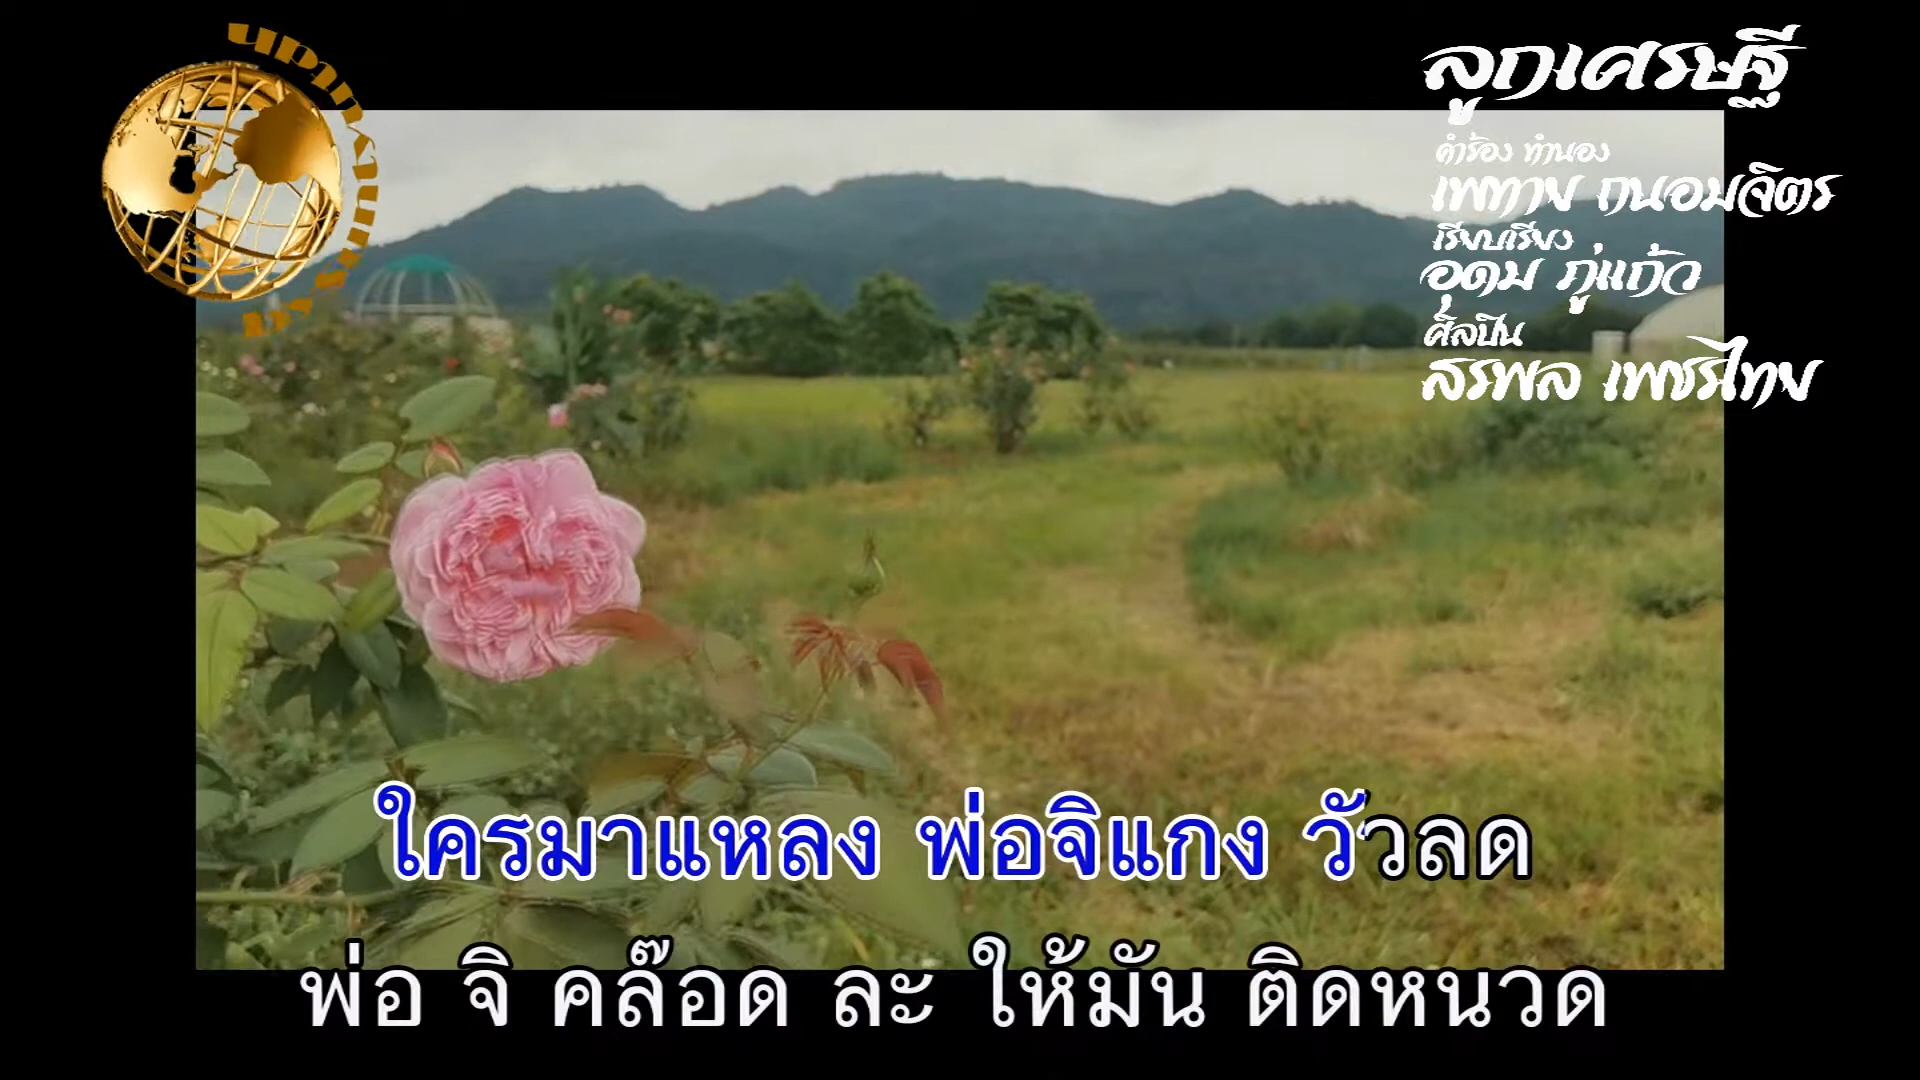 ลูกเศรษฐี
คำร้อง ทำนอง
เพทาย ถนอมจิตร
เรียบเรียง
อุดม ภู่แก้ว
ศิลปิน
สรพล เพชรไทย
ใครมาแหลง พ่อจิแกง วัวลด
พ่อ จิ คล๊อด ละ ให้มัน ติดหนวด